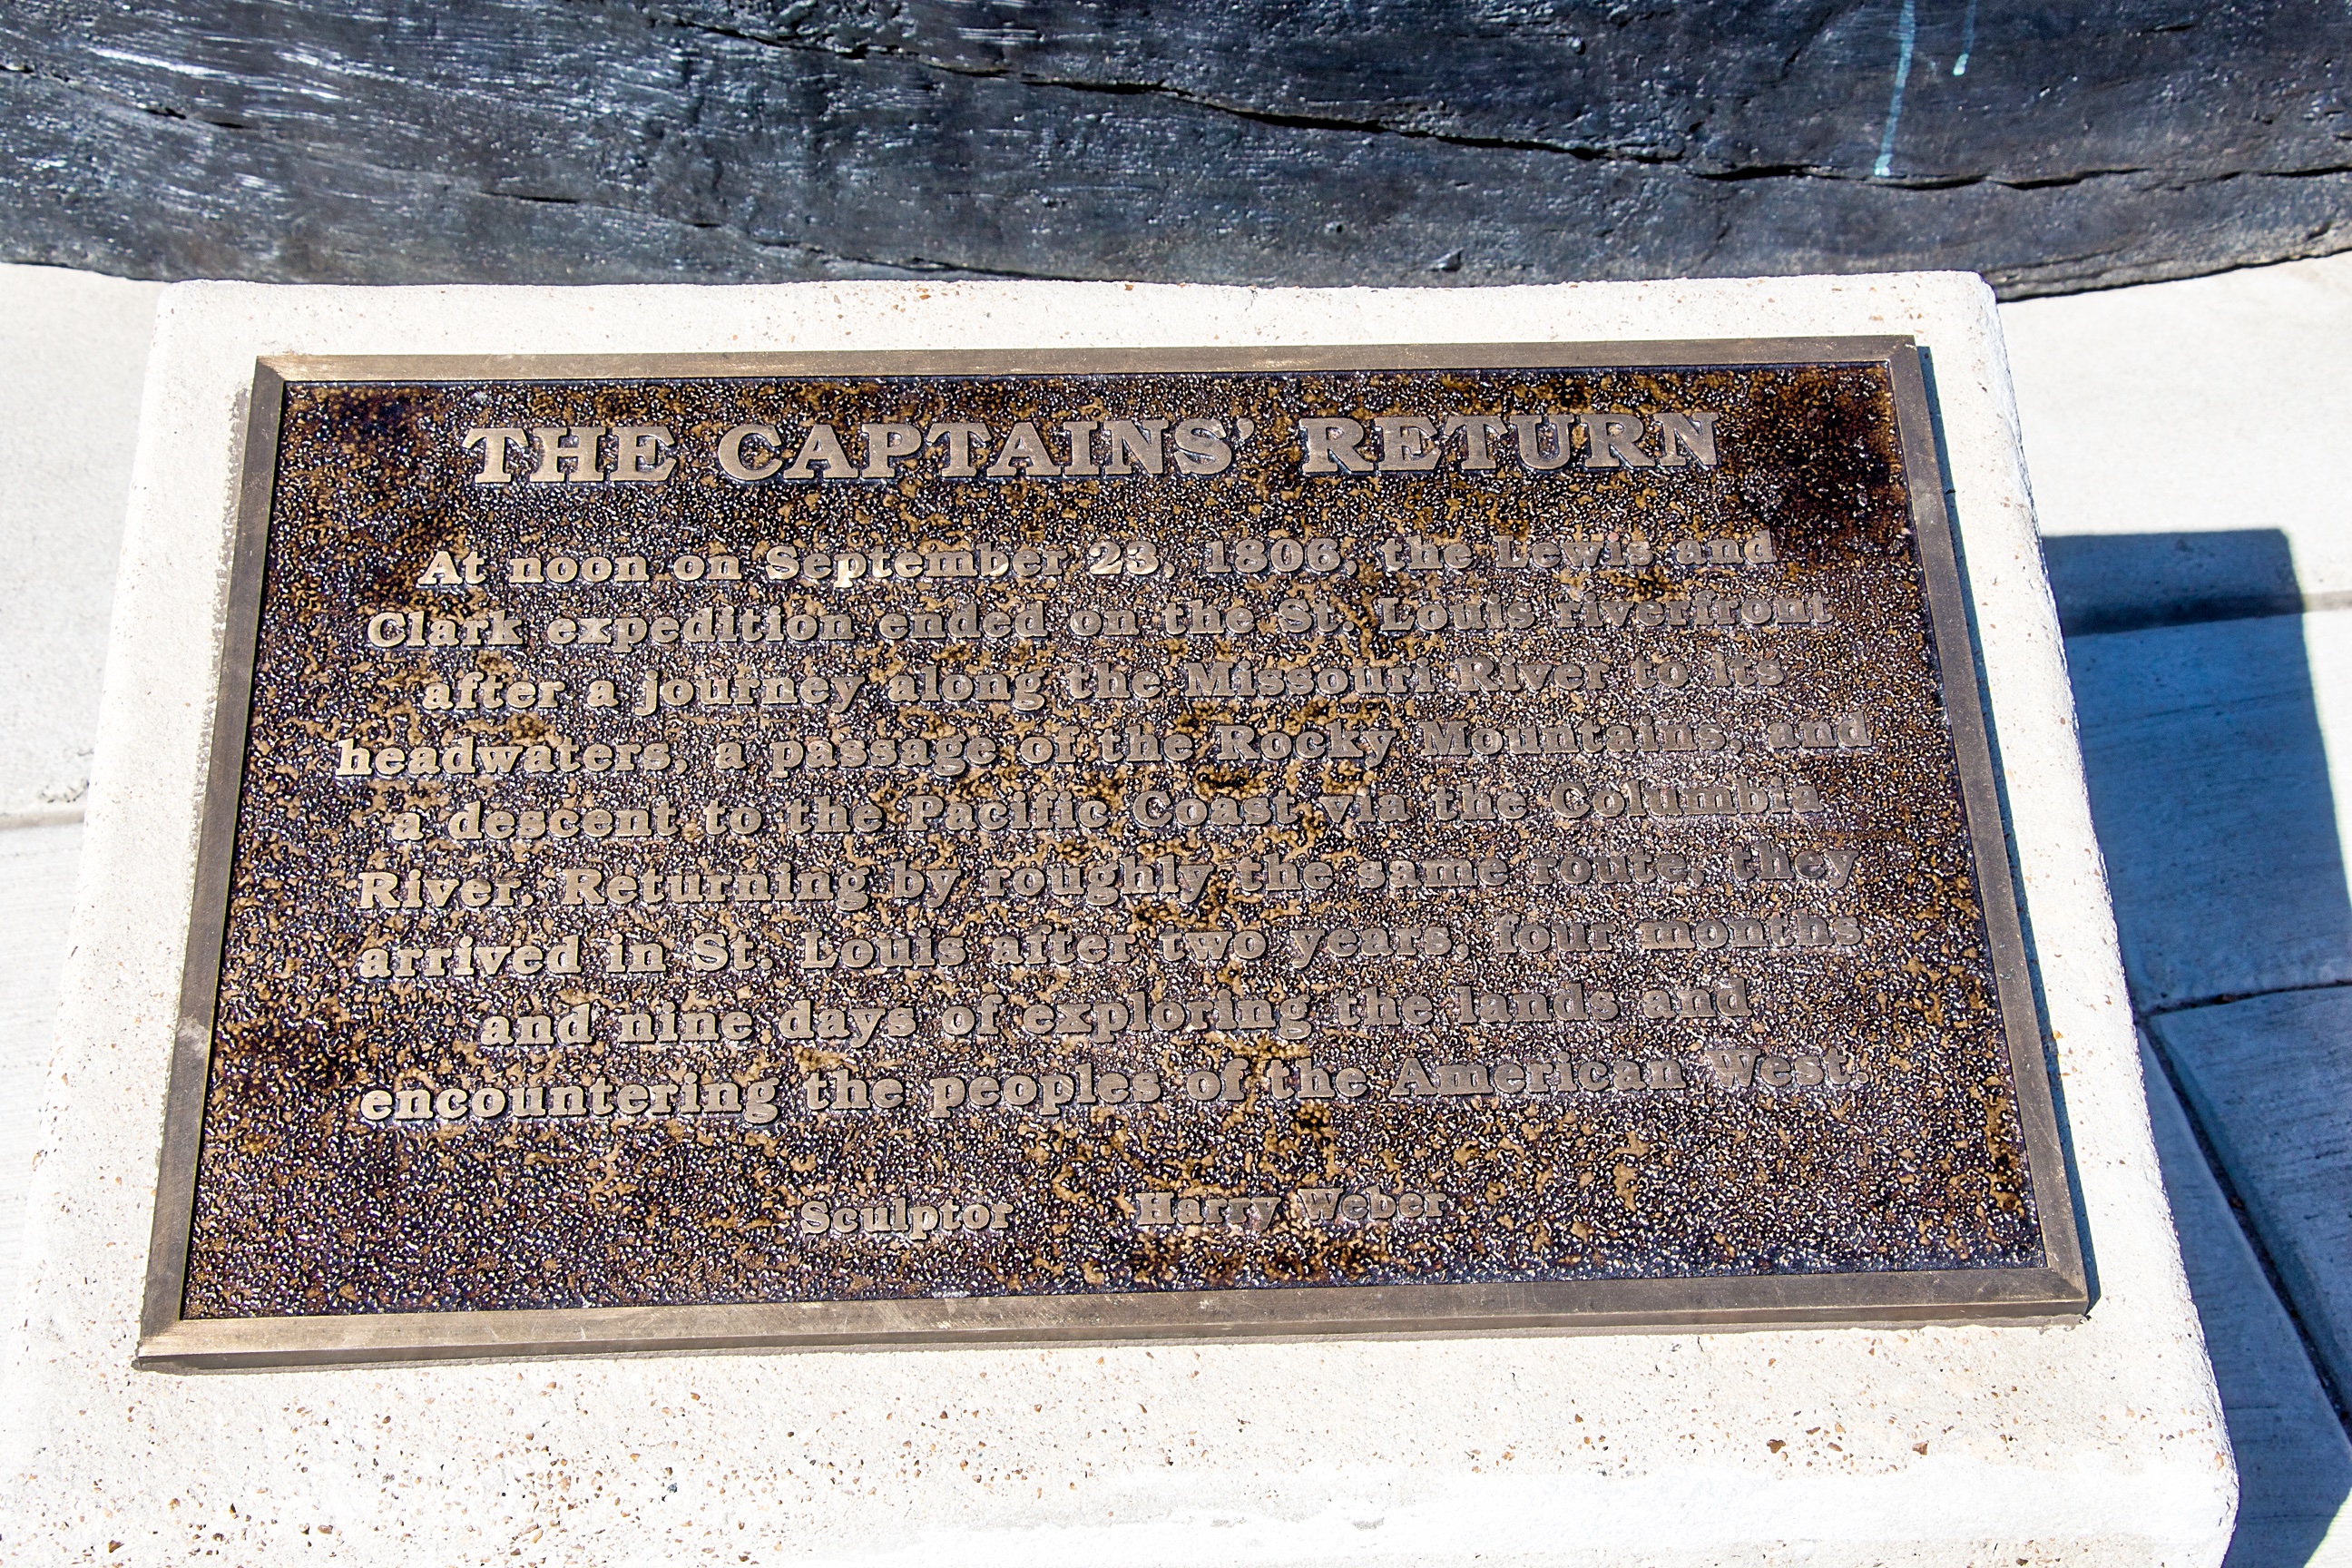 THE CAPTAINS' RETURN
At noon on September 23, 1806, the Lewis and
Clark expedition ended on the St. Louis riverfront
after a journey along the Missouri River to its
headwaters, a passage of the Rocky Mountains, and
a descent to the Pacific Coast via the Columbia
River. Returning by roughly the same route, they
arrived in St. Louis after two years, four months
and nine days of exploring the lands and
encountering the peoples of the American West.
Sculptor Harry Weber